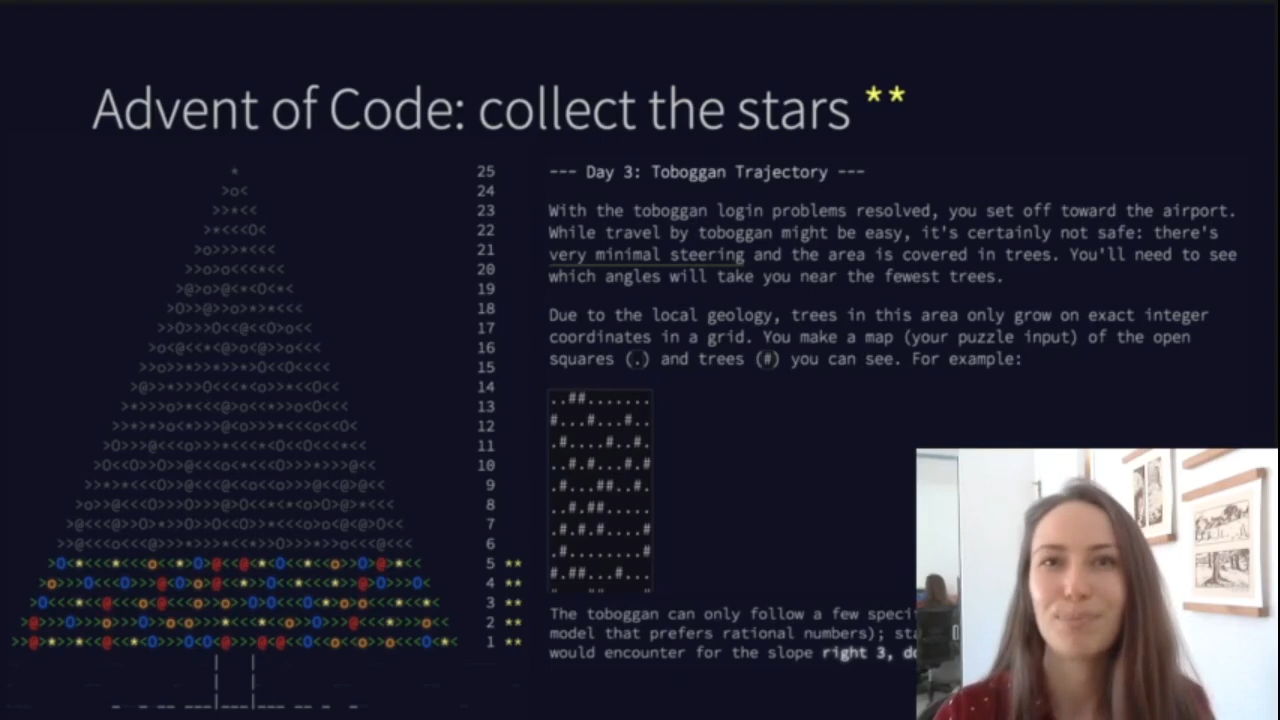 Advent of Code: collect the stars **
25
24
23
22
21
20
19
18
17
16
15
14
13
12
11
10
9
8
7
6
5 **
4 **
3 **
2 **
1 **
--- Day 3: Toboggan Trajectory ---
With the toboggan login problems resolved, you set off toward the airport.
While travel by toboggan might be easy, it's certainly not safe: there's
very minimal steering and the area is covered in trees. You'll need to see
which angles will take you near the fewest trees.
Due to the local geology, trees in this area only grow on exact integer
coordinates in a grid. You make a map (your puzzle input) of the open
squares (.) and trees (#) you can see. For example:
..##.......
#...#...#..
.#....#..#.
..#.#...#.#
.#...##..#.
..#.##.....
.#.#.#....#
.#........#
#.##...#...
The toboggan can only follow a few
model that prefers rational numbers);
would encounter for the slope right 3,